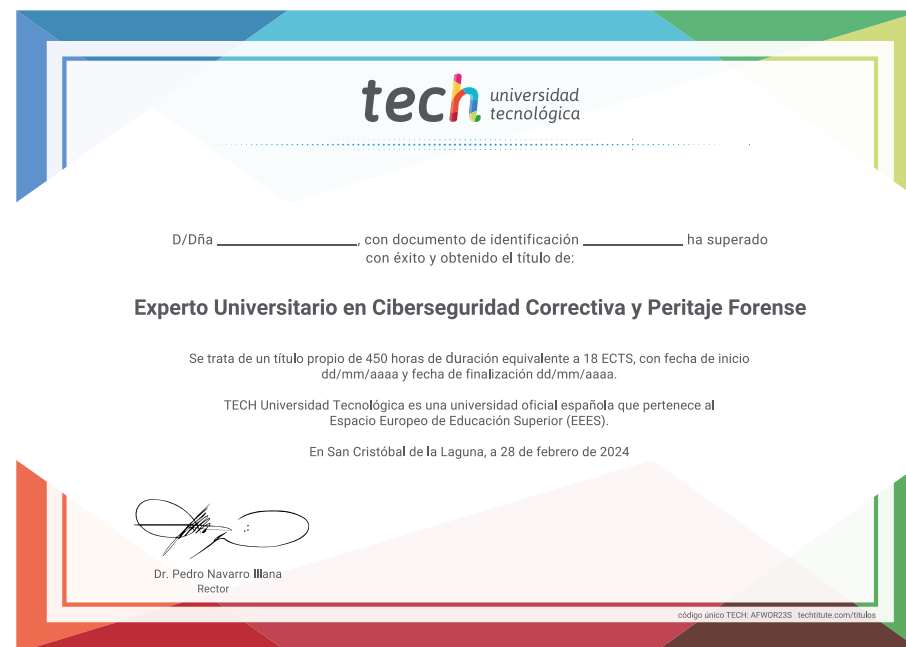 tech universidad
tecnológica
D/Dña ____________________, con documento de identificación ______________ ha superado
con éxito y obtenido el título de:
Experto Universitario en Ciberseguridad Correctiva y Peritaje Forense
Se trata de un título propio de 450 horas de duración equivalente a 18 ECTS, con fecha de inicio
dd/mm/aaaa y fecha de finalización dd/mm/aaaa.
TECH Universidad Tecnológica es una universidad oficial española que pertenece al
Espacio Europeo de Educación Superior (EEES).
En San Cristóbal de la Laguna, a 28 de febrero de 2024
Dr. Pedro Navarro Illana
Rector
código único TECH: AFWOR23S techtitute.com/titulos